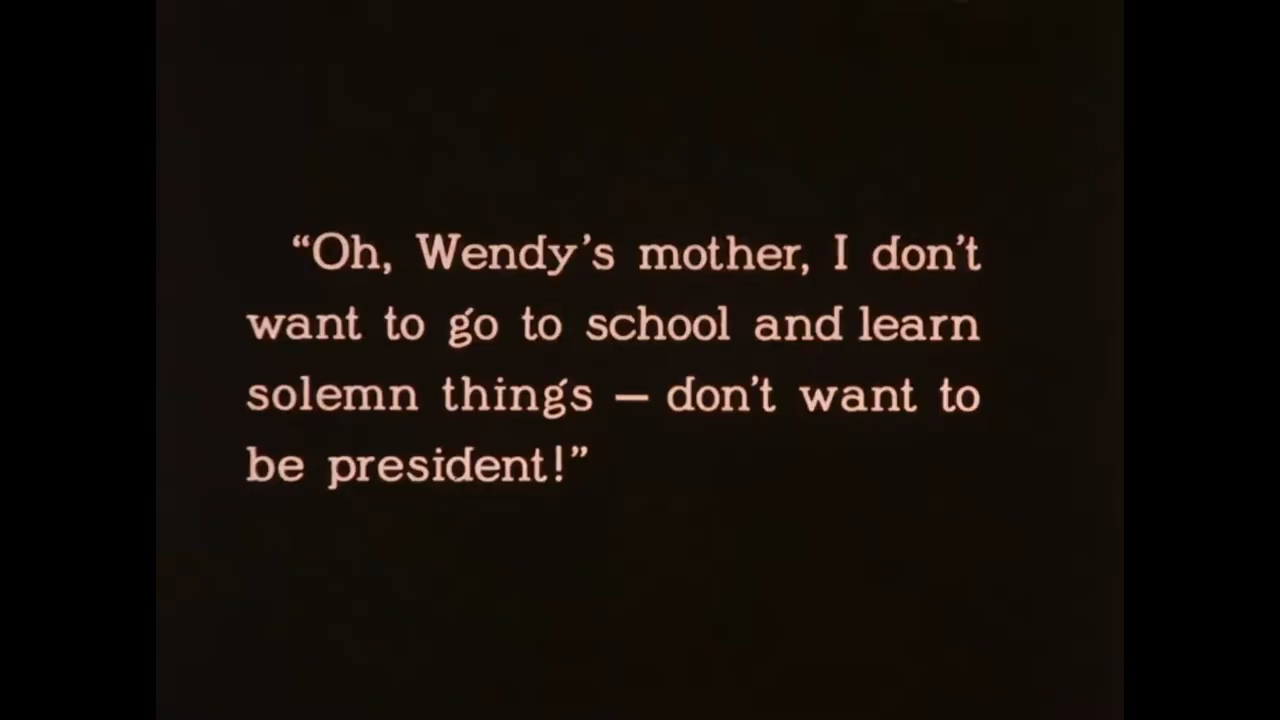 “Oh, Wendy’s mother, I don’t
want to go to school and learn
solemn things — don’t want to
be president!”